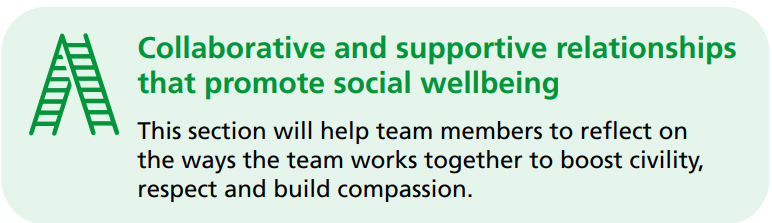 Collaborative and supportive relationships
that promote social wellbeing
This section will help team members to reflect on
the ways the team works together to boost civility,
respect and build compassion.